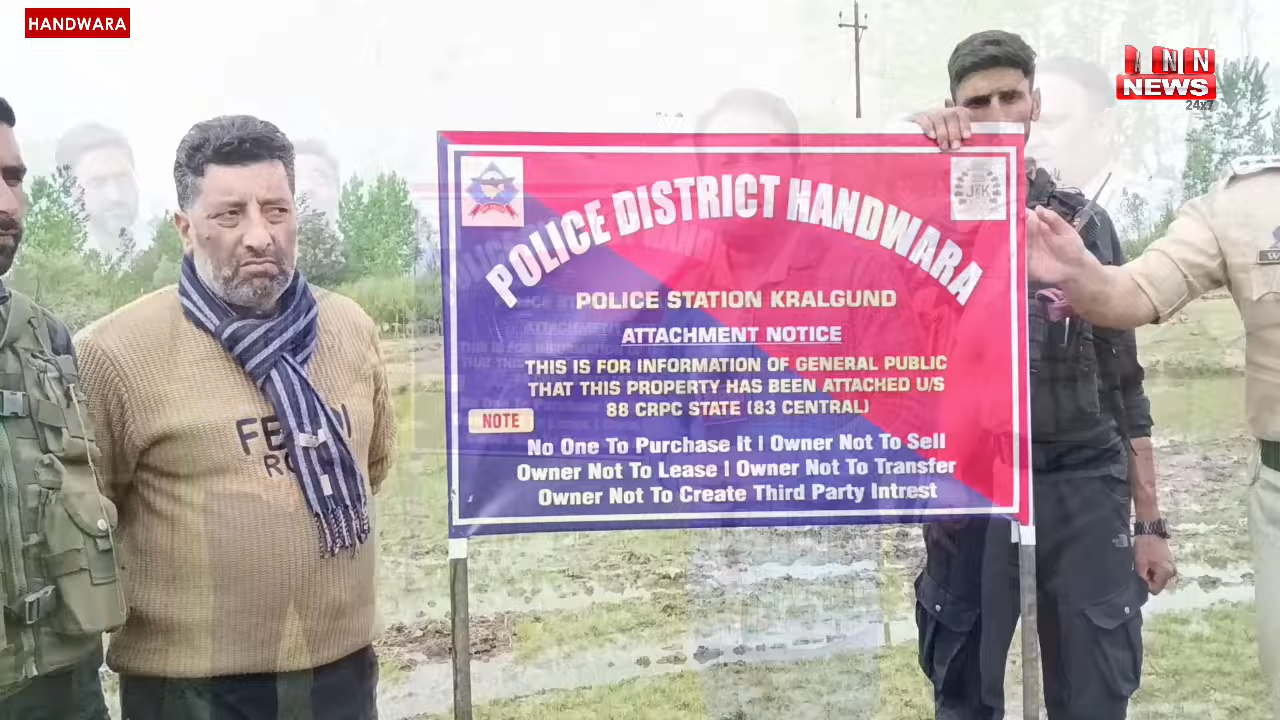 HANDWARA
ANN
NEWS
24x7
POLICE DISTRICT HANDWARA
J K
POLICE STATION KRALGUND
ATTACHMENT NOTICE
THIS IS FOR INFORMATION OF GENERAL PUBLIC
THAT THIS PROPERTY HAS BEEN ATTACHED U/S
88 CRPC STATE (83 CENTRAL)
NOTE
No One To Purchase It | Owner Not To Sell
Owner Not To Lease | Owner Not To Transfer
Owner Not To Create Third Party Intrest